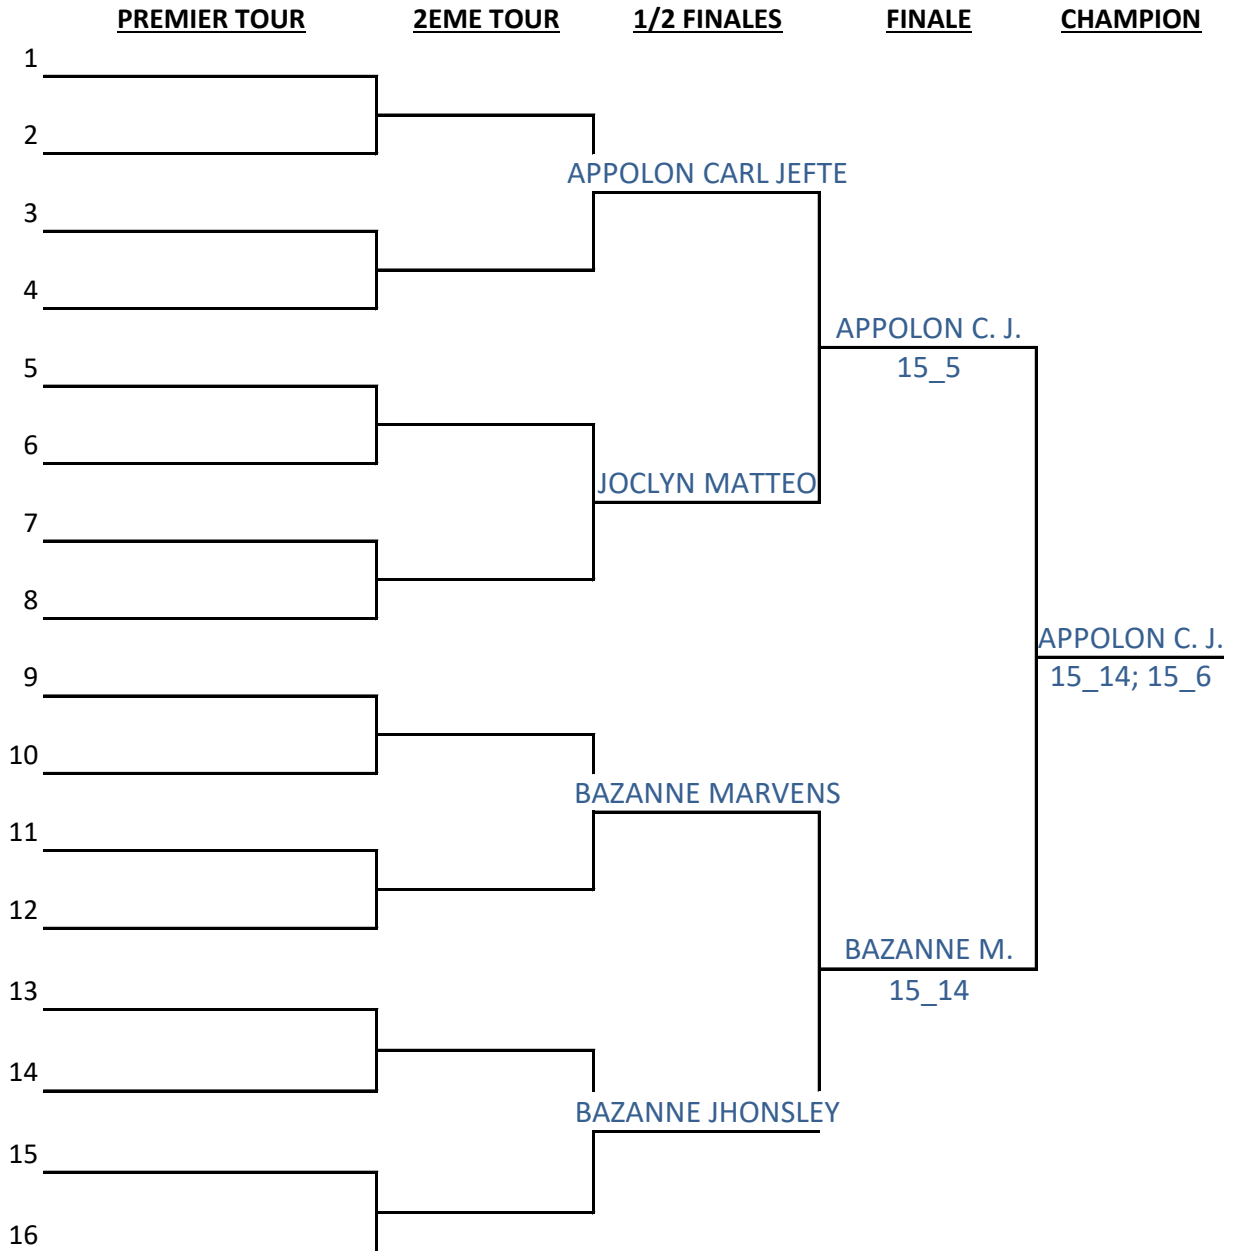 PREMIER TOUR 2EME TOUR 1/2 FINALES FINALE CHAMPION
1
2
APPOLON CARL JEFTE
3
4
APPOLON C. J.
15_5
5
6
JOCLYN MATTEO
7
8
APPOLON C. J.
15_14; 15_6
9
10
BAZANNE MARVENS
11
12
BAZANNE M.
15_14
13
14
BAZANNE JHONSLEY
15
16